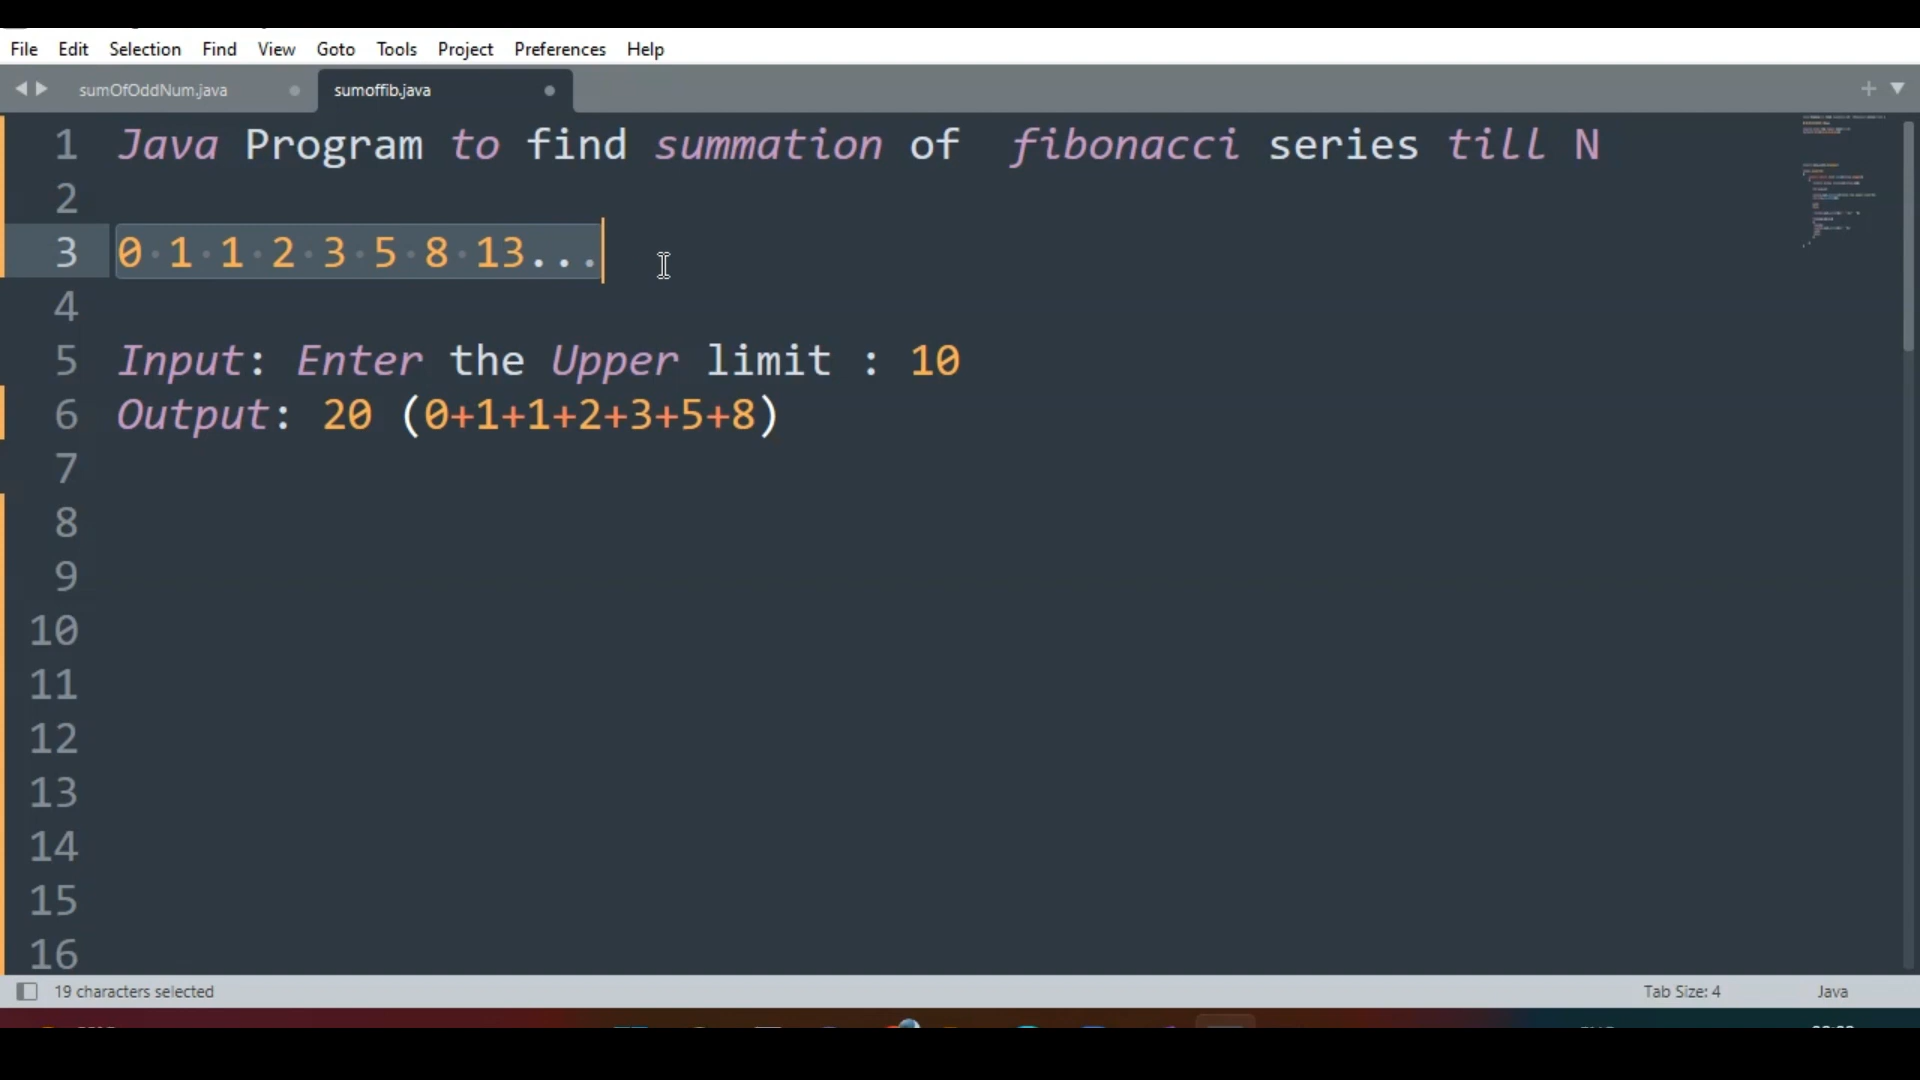 File Edit Selection Find View Goto Tools Project Preferences Help
sumOfOddNum.java sumoffib.java
1 Java Program to find summation of fibonacci series till N
2
3 0 1 1 2 3 5 8 13...
4
5 Input: Enter the Upper limit : 10
6 Output: 20 (0+1+1+2+3+5+8)
7
8
9
10
11
12
13
14
15
16
19 characters selected Tab Size: 4 Java